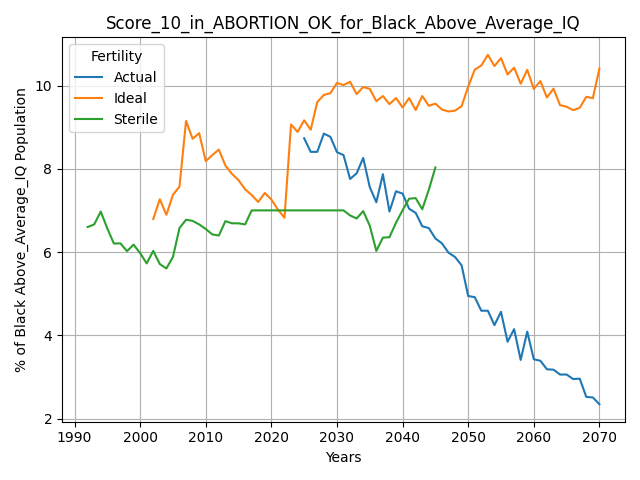 Score_10_in_ABORTION_OK_for_Black_Above_Average_IQ
Fertility
Actual
Ideal
Sterile
% of Black Above_Average_IQ Population
10
8
6
4
2
1990 2000 2010 2020 2030 2040 2050 2060 2070
Years